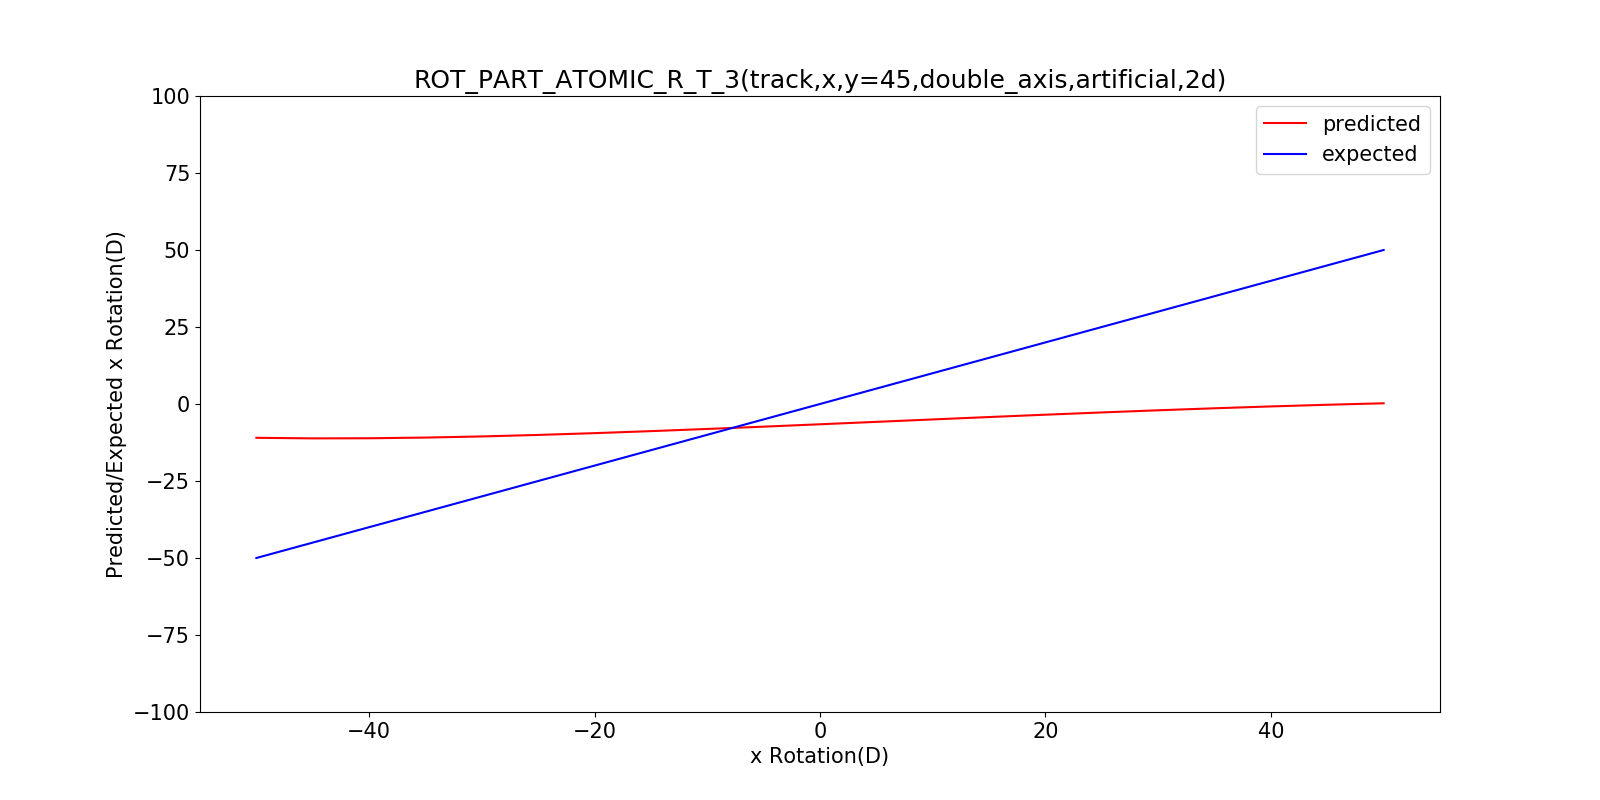 ROT_PART_ATOMIC_R_T_3(track,x,y=45,double_axis,artificial,2d)
predicted
expected
100
75
50
25
0
−25
−50
−75
−100
Predicted/Expected x Rotation(D)
−40
−20
0
20
40
x Rotation(D)